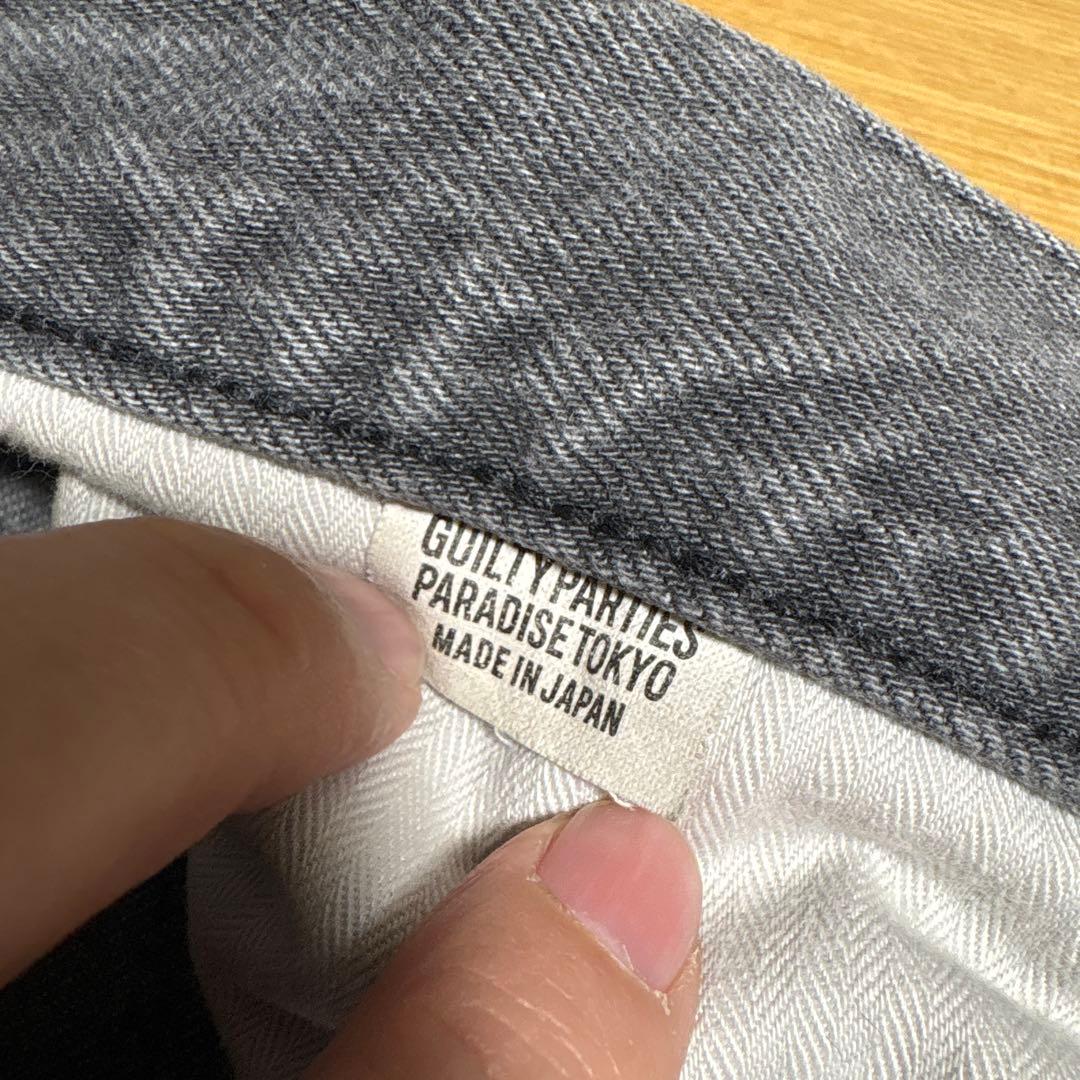 GUILTY PARTIES
PARADISE TOKYO
MADE IN JAPAN